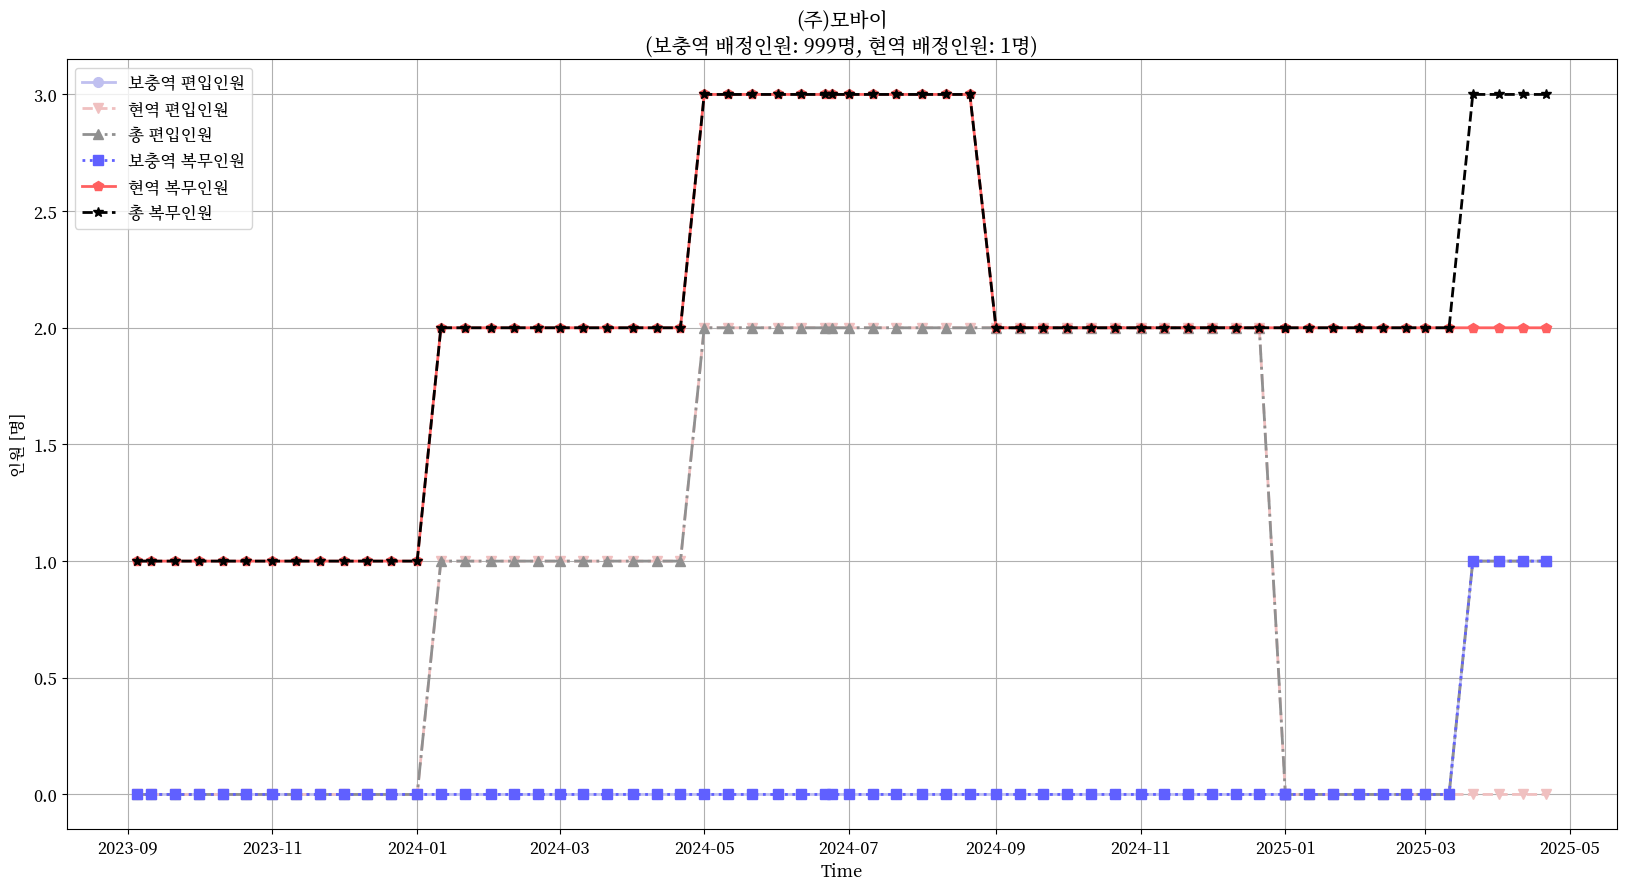 (주)모바이
(보충역 배정인원: 999명, 현역 배정인원: 1명)
보충역 편입인원
현역 편입인원
총 편입인원
보충역 복무인원
현역 복무인원
총 복무인원
인원 [명]
3.0
2.5
2.0
1.5
1.0
0.5
0.0
2023-09 2023-11 2024-01 2024-03 2024-05 2024-07 2024-09 2024-11 2025-01 2025-03 2025-05
Time